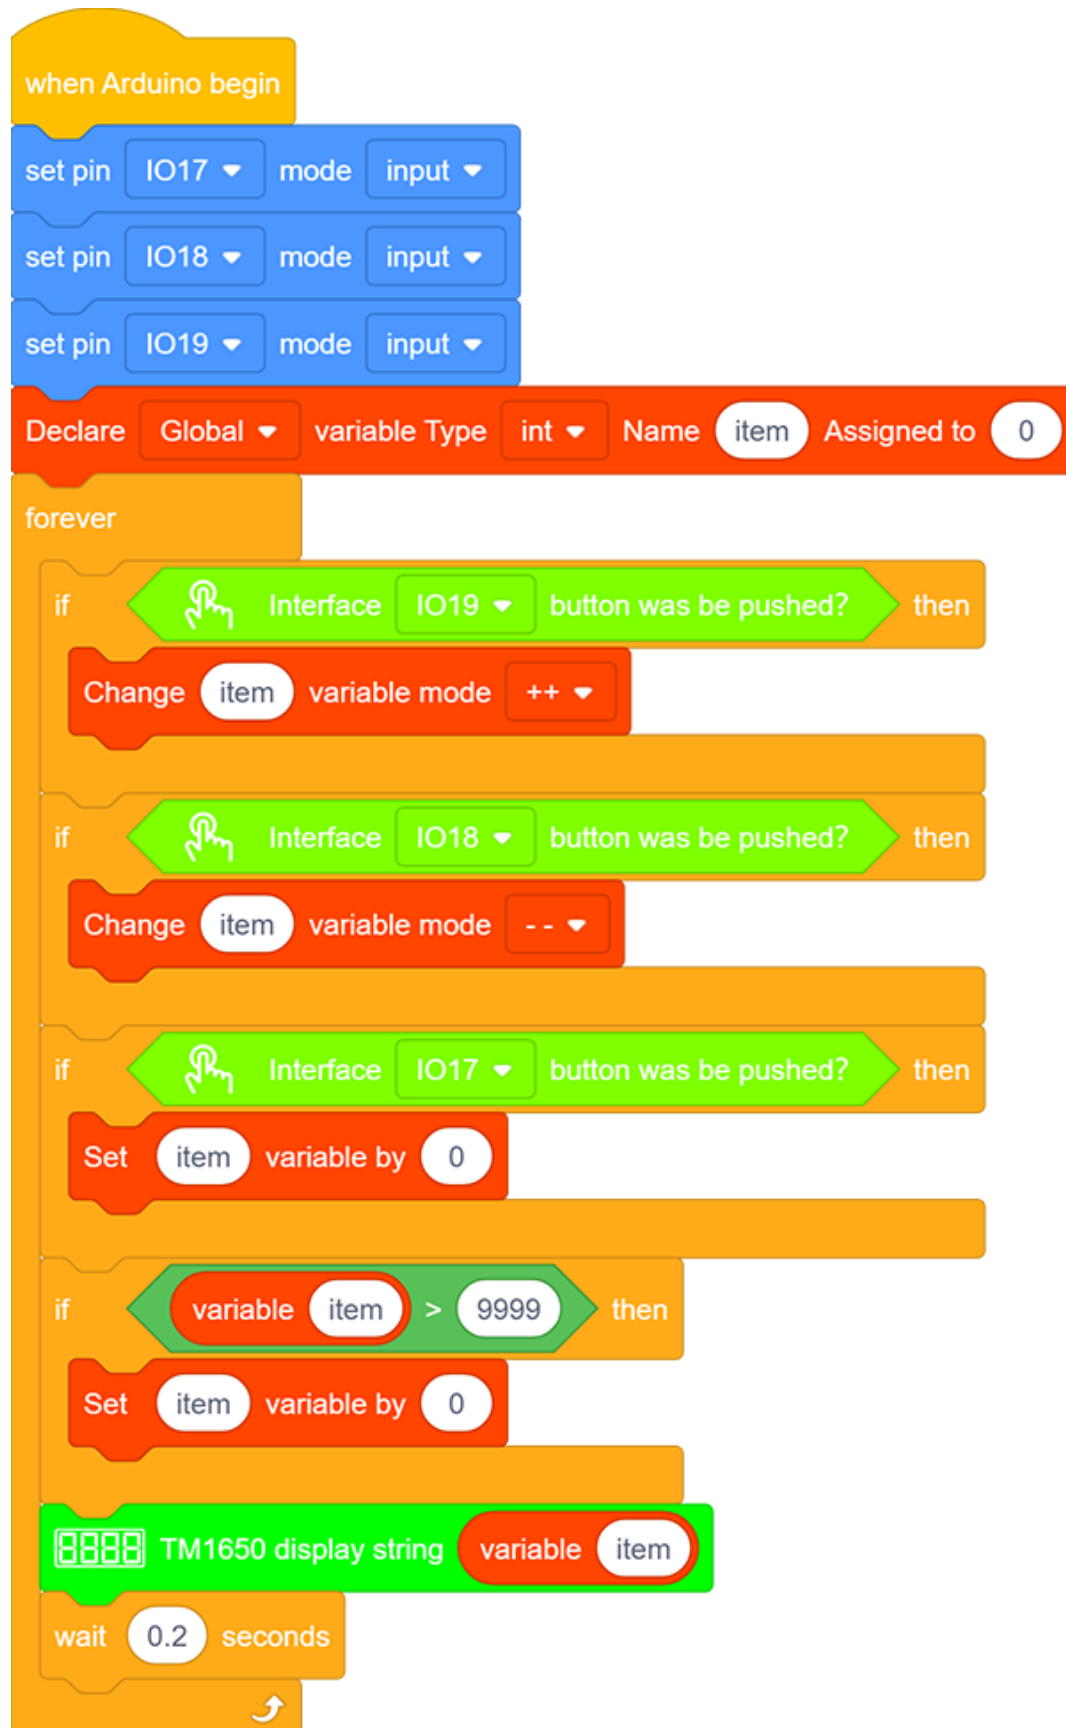 when Arduino begin
set pin IO17 mode input
set pin IO18 mode input
set pin IO19 mode input
Declare Global variable Type int Name item Assigned to 0
forever
if Interface IO19 button was be pushed? then
Change item variable mode ++
if Interface IO18 button was be pushed? then
Change item variable mode - -
if Interface IO17 button was be pushed? then
Set item variable by 0
if variable item > 9999 then
Set item variable by 0
8888 TM1650 display string variable item
wait 0.2 seconds